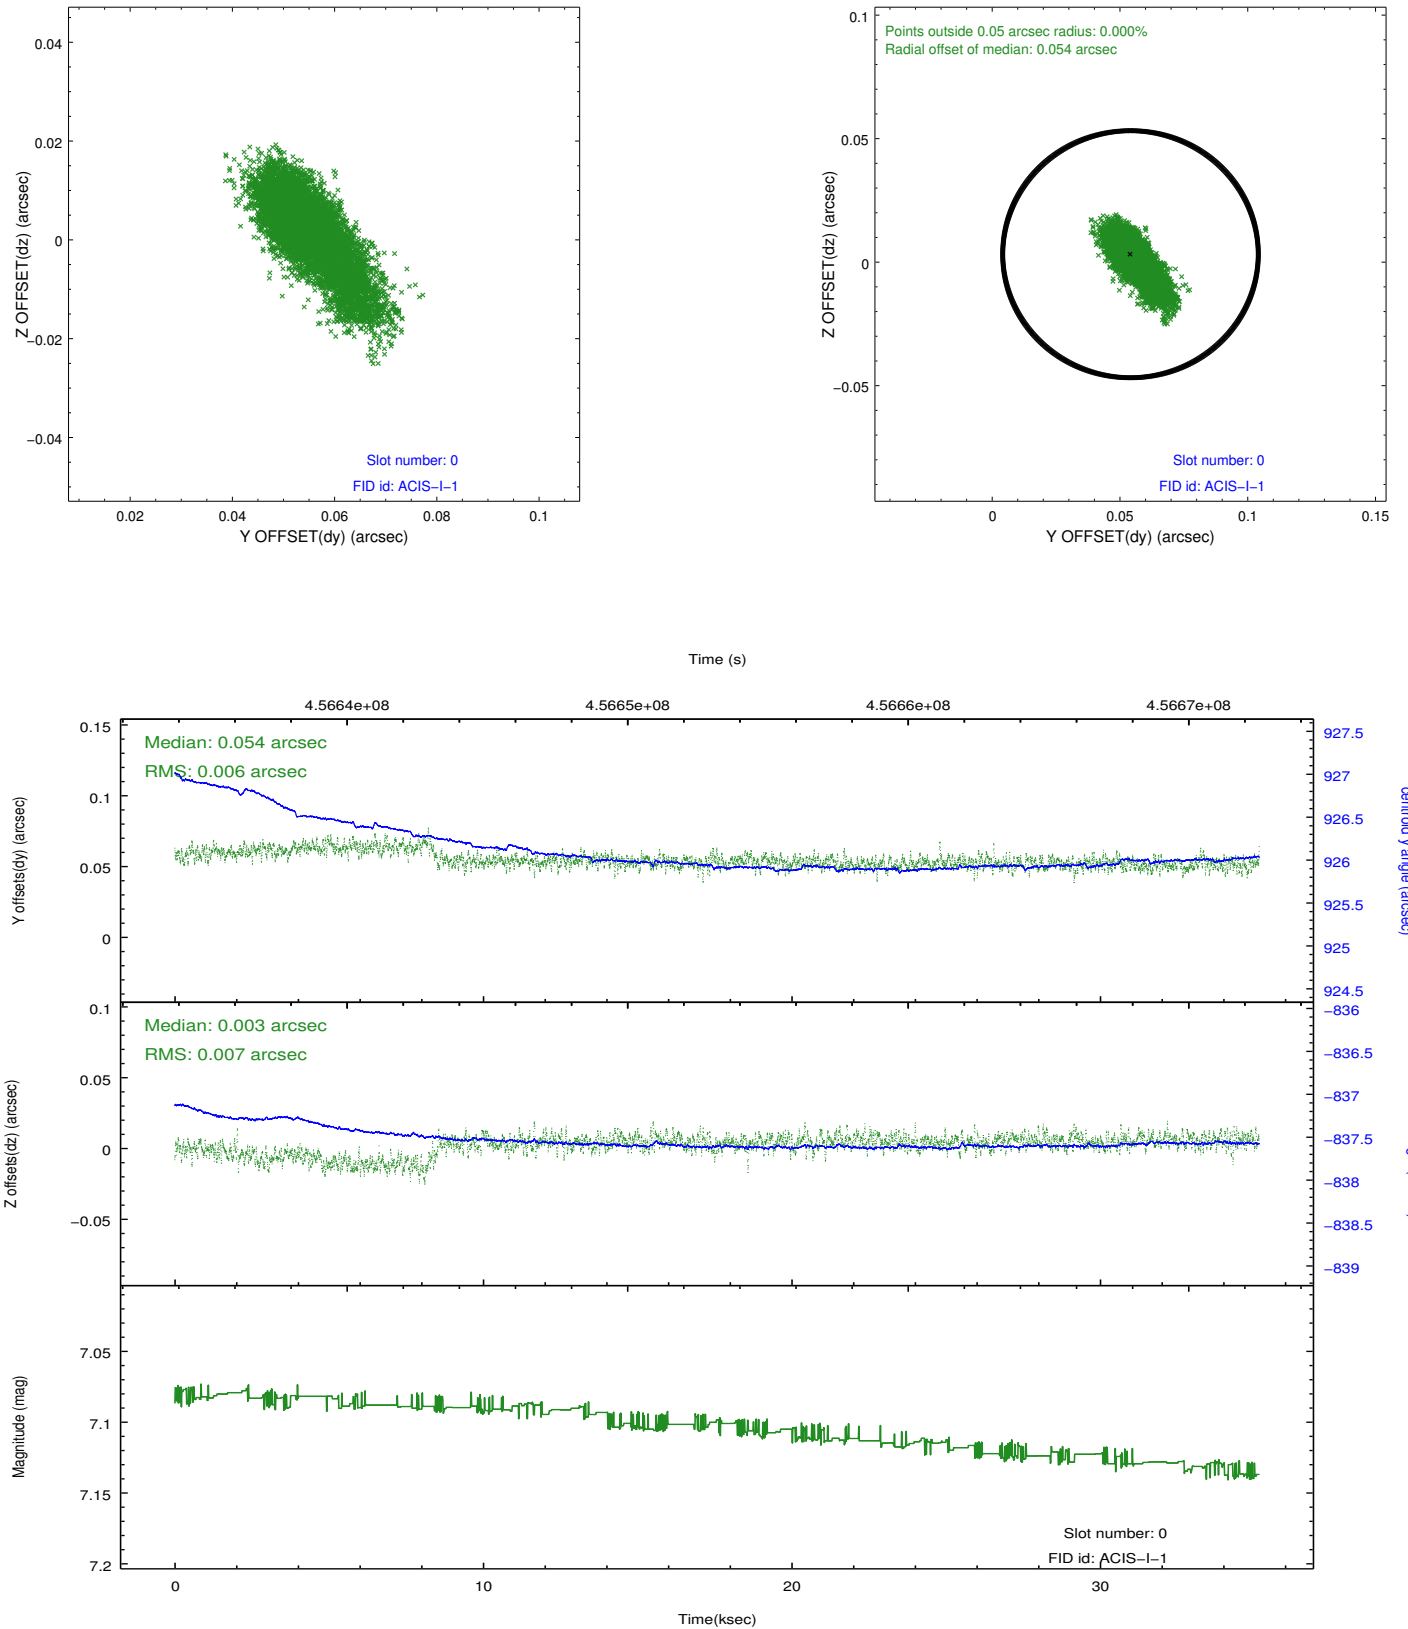 0.04
0.02
0
−0.02
−0.04
Z OFFSET(dz) (arcsec)
Slot number: 0
FID id: ACIS−I−1
0.02
0.04
0.06
0.08
0.1
Y OFFSET(dy) (arcsec)
0.1
0.05
0
−0.05
Z OFFSET(dz) (arcsec)
Points outside 0.05 arcsec radius: 0.000%
Radial offset of median: 0.054 arcsec
Slot number: 0
FID id: ACIS−I−1
0
0.05
0.1
0.15
Y OFFSET(dy) (arcsec)
Time (s)
4.5664e+08
4.5665e+08
4.5666e+08
4.5667e+08
0.15
0.1
0.05
0
Y offsets(dy) (arcsec)
Median: 0.054 arcsec
RMS: 0.006 arcsec
927.5
927
926.5
926
925.5
925
924.5
centroid y angle (arcsec)
0.1
0.05
0
−0.05
Z offsets(dz) (arcsec)
Median: 0.003 arcsec
RMS: 0.007 arcsec
−836
−836.5
−837
−837.5
−838
−838.5
−839
7.05
7.1
7.15
7.2
Magnitude (mag)
Slot number: 0
FID id: ACIS−I−1
0
10
20
30
Time(ksec)